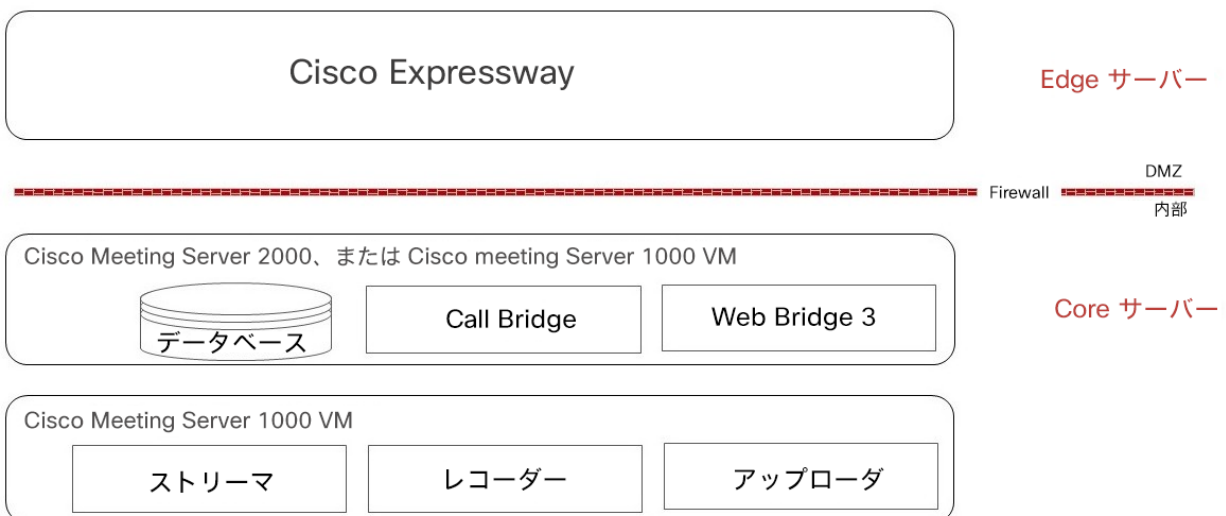 Cisco Expressway
Edge サーバー
DMZ
Firewall
内部
Cisco Meeting Server 2000、または Cisco meeting Server 1000 VM
データベース
Call Bridge
Web Bridge 3
Core サーバー
Cisco Meeting Server 1000 VM
ストリーマ
レコーダー
アップローダ